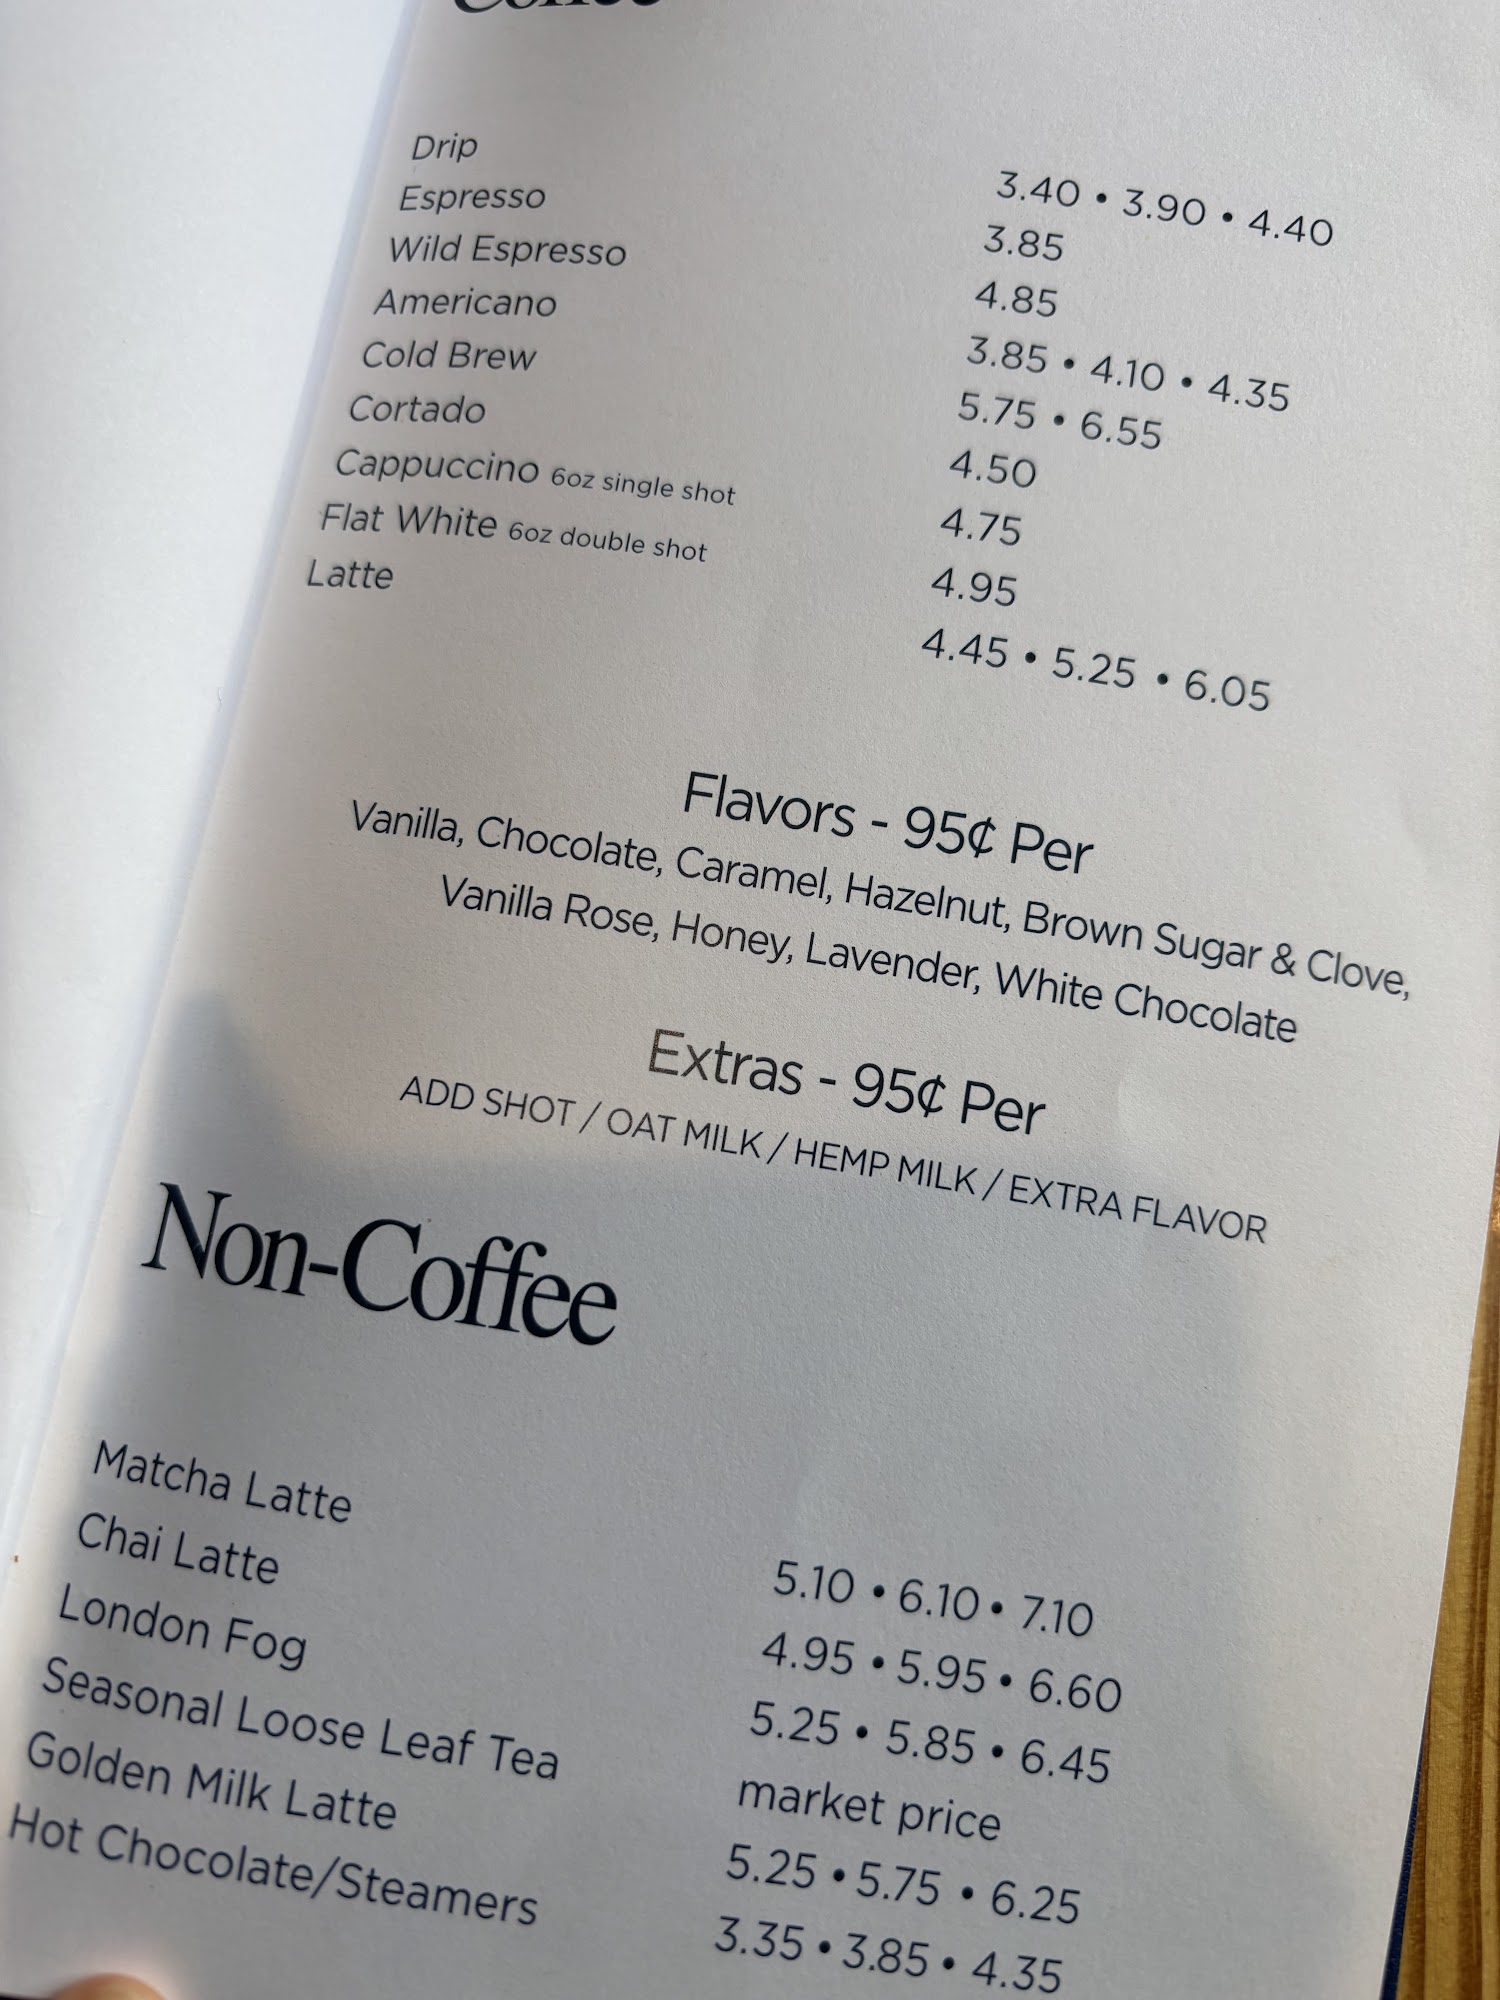 Coffee
Drip 3.40 • 3.90 • 4.40
Espresso 3.85
Wild Espresso 4.85
Americano 3.85 • 4.10 • 4.35
Cold Brew 5.75 • 6.55
Cortado 4.50
Cappuccino 6oz single shot 4.75
Flat White 6oz double shot 4.95
Latte 4.45 • 5.25 • 6.05
Flavors - 95¢ Per
Vanilla, Chocolate, Caramel, Hazelnut, Brown Sugar & Clove,
Vanilla Rose, Honey, Lavender, White Chocolate
Extras - 95¢ Per
ADD SHOT / OAT MILK / HEMP MILK / EXTRA FLAVOR
Non-Coffee
Matcha Latte 5.10 • 6.10 • 7.10
Chai Latte 4.95 • 5.95 • 6.60
London Fog 5.25 • 5.85 • 6.45
Seasonal Loose Leaf Tea market price
Golden Milk Latte 5.25 • 5.75 • 6.25
Hot Chocolate/Steamers 3.35 • 3.85 • 4.35